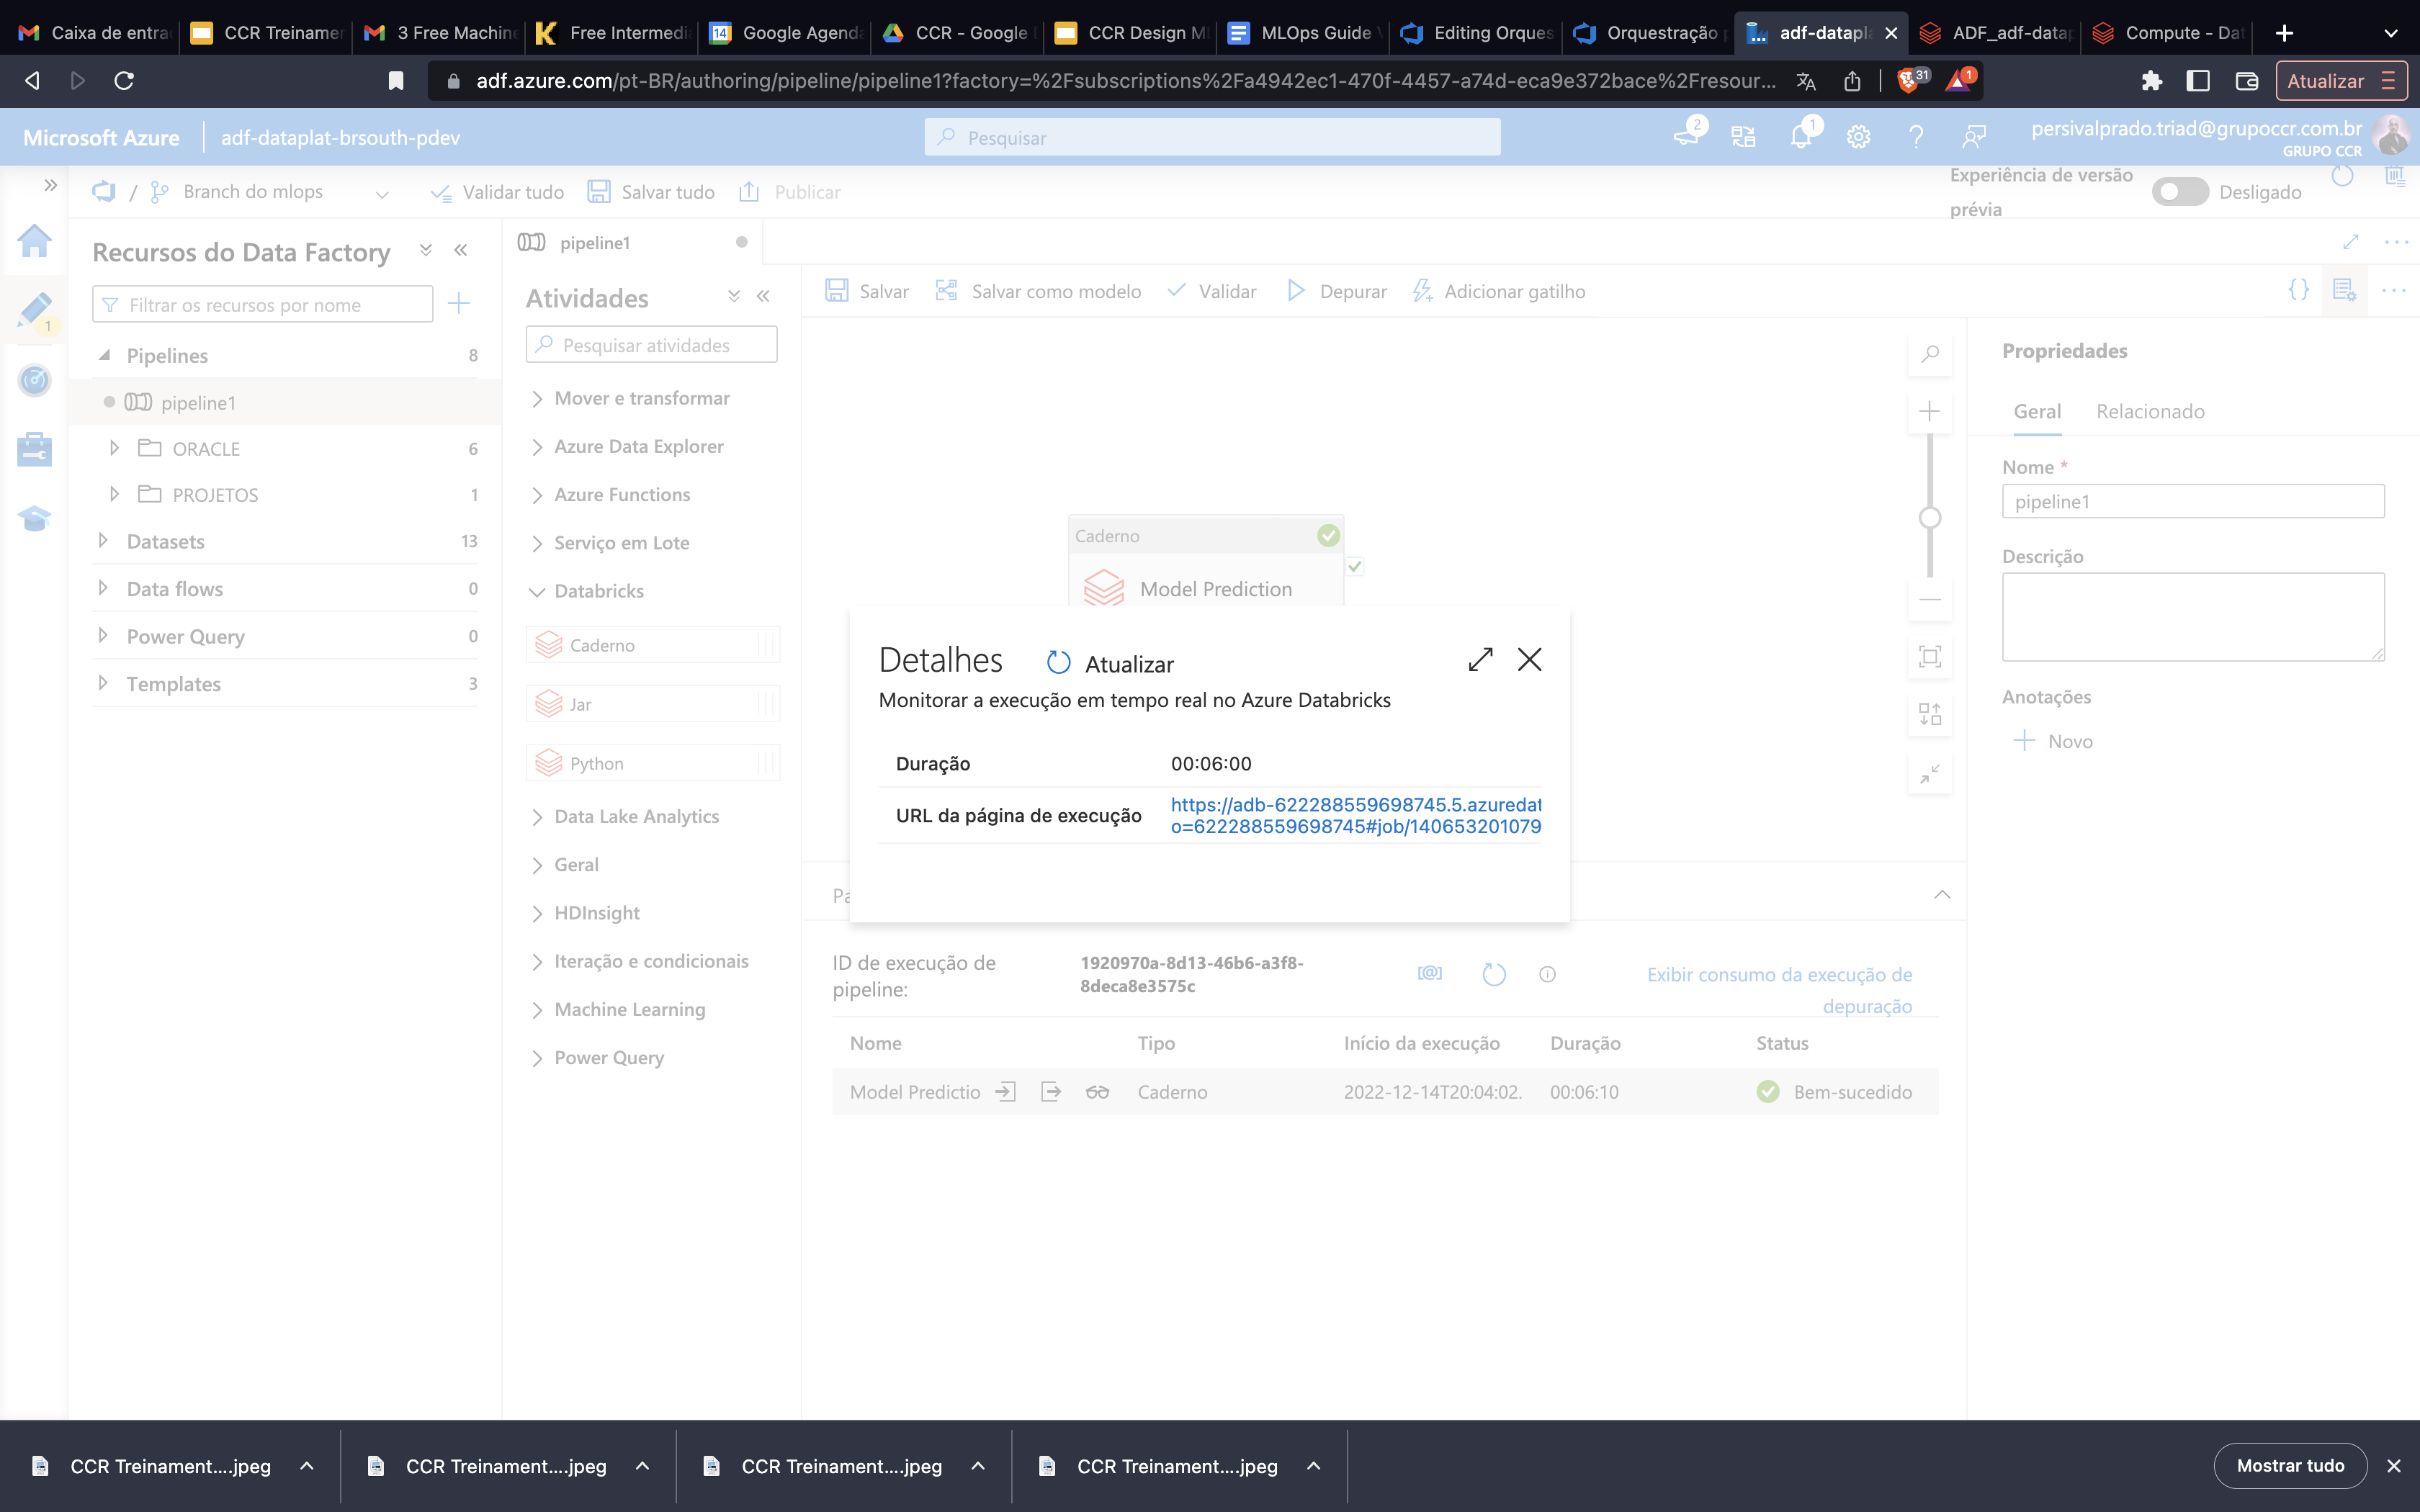 Caixa de entra
CCR Treinamen
3 Free Machine
Free Intermedi
Google Agenda
CCR - Google
CCR Design M
MLOps Guide
Editing Orques
Orquestração
adf-datapl
ADF_adf-datap
Compute - Dat
adf.azure.com/pt-BR/authoring/pipeline/pipeline1?factory=%2Fsubscriptions%2Fa4942ec1-470f-4457-a74d-eca9e372bace%2Fresour...
31
1
Atualizar
Microsoft Azure
adf-dataplat-brsouth-pdev
Pesquisar
2
1
persivalprado.triad@grupoccr.com.br
GRUPO CCR
/ Branch do mlops
Validar tudo
Salvar tudo
Publicar
Experiência de versão
prévia
Desligado
1
Recursos do Data Factory
Filtrar os recursos por nome
Pipelines 8
pipeline1
ORACLE 6
PROJETOS 1
Datasets 13
Data flows 0
Power Query 0
Templates 3
pipeline1
Atividades
Pesquisar atividades
Mover e transformar
Azure Data Explorer
Azure Functions
Serviço em Lote
Databricks
Caderno
Jar
Python
Data Lake Analytics
Geral
HDInsight
Iteração e condicionais
Machine Learning
Power Query
Salvar
Salvar como modelo
Validar
Depurar
Adicionar gatilho
Caderno
Model Prediction
Detalhes
Atualizar
Monitorar a execução em tempo real no Azure Databricks
Duração 00:06:00
URL da página de execução
https://adb-622288559698745.5.azuredat
o=622288559698745#job/140653201079
Pa
ID de execução de
pipeline:
1920970a-8d13-46b6-a3f8-
8deca8e3575c
Exibir consumo da execução de
depuração
Nome Tipo Início da execução Duração Status
Model Predictio Caderno 2022-12-14T20:04:02. 00:06:10 Bem-sucedido
Propriedades
Geral Relacionado
Nome *
pipeline1
Descrição
Anotações
Novo
CCR Treinament....jpeg
CCR Treinament....jpeg
CCR Treinament....jpeg
CCR Treinament....jpeg
Mostrar tudo